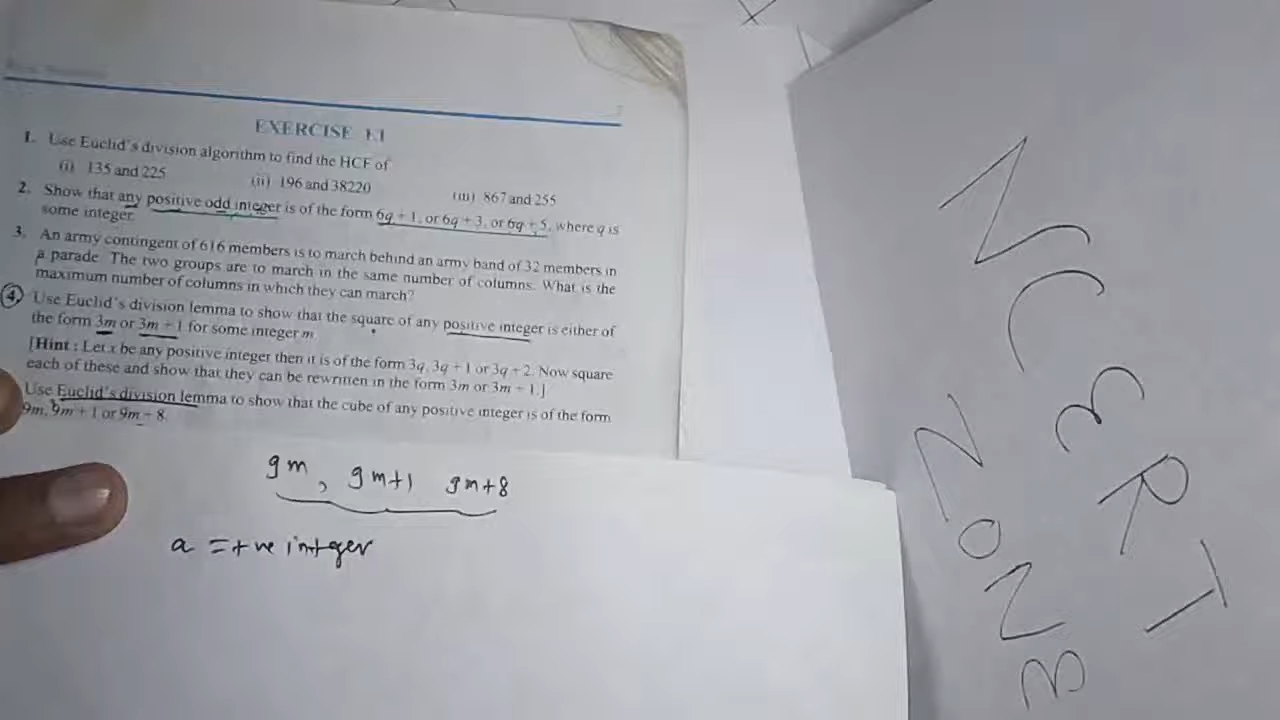 7
EXERCISE 1.1
1. Use Euclid's division algorithm to find the HCF of
(i) 135 and 225 (ii) 196 and 38220 (iii) 867 and 255
2. Show that any positive odd integer is of the form 6q + 1, or 6q + 3, or 6q + 5, where q is
some integer.
3. An army contingent of 616 members is to march behind an army band of 32 members in
a parade. The two groups are to march in the same number of columns. What is the
maximum number of columns in which they can march?
4. Use Euclid's division lemma to show that the square of any positive integer is either of
the form 3m or 3m + 1 for some integer m.
[Hint : Let x be any positive integer then it is of the form 3q, 3q + 1 or 3q + 2. Now square
each of these and show that they can be rewritten in the form 3m or 3m + 1.]
Use Euclid's division lemma to show that the cube of any positive integer is of the form
9m, 9m + 1 or 9m + 8.
9m, 9m+1 9m+8
a = +ve integer
NCERT
ZONE